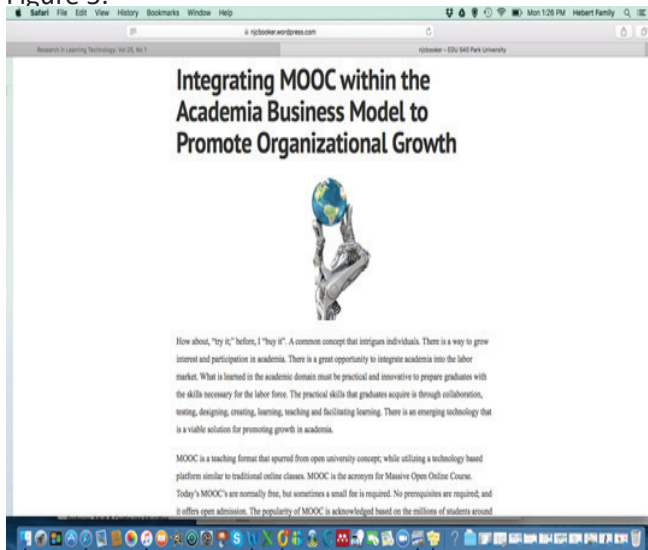 Figure 5.
Safari File Edit View History Bookmarks Window Help Mon 1:26 PM Hebert Family
njcbooker.wordpress.com
Research in Learning Technology: Vol 25, No 1 njcbooker – EDU 540 Park University
Integrating MOOC within the
Academia Business Model to
Promote Organizational Growth
How about, "try it;" before, I "buy it". A common concept that intrigues individuals. There is a way to grow
interest and participation in academia. There is a great opportunity to integrate academia into the labor
market. What is learned in the academic domain must be practical and innovative to prepare graduates with
the skills necessary for the labor force. The practical skills that graduates acquire is through collaboration,
testing, designing, creating, learning, teaching and facilitating learning. There is an emerging technology that
is a viable solution for promoting growth in academia.
MOOC is a teaching format that spurred from open university concept; while utilizing a technology based
platform similar to traditional online classes. MOOC is the acronym for Massive Open Online Course.
Today's MOOC's are normally free, but sometimes a small fee is required. No prerequisites are required; and
it offers open admission. The popularity of MOOC is acknowledged based on the millions of students around